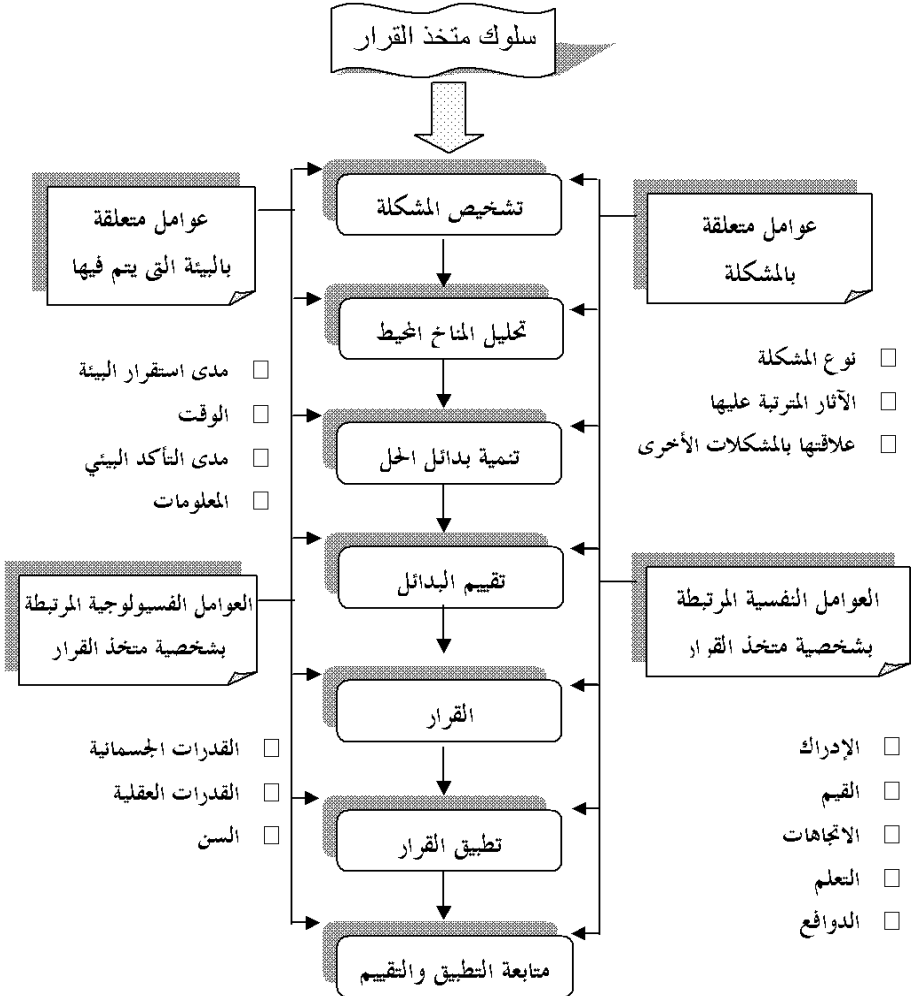 سلوك متخذ القرار
تشخيص المشكلة
تحليل المناخ المحيط
تنمية بدائل الحل
تقييم البدائل
القرار
تطبيق القرار
متابعة التطبيق والتقييم
عوامل متعلقة
بالمشكلة
نوع المشكلة
الآثار المترتبة عليها
علاقتها بالمشكلات الأخرى
العوامل النفسية المرتبطة
بشخصية متخذ القرار
الإدراك
القيم
الاتجاهات
التعلم
الدوافع
عوامل متعلقة
بالبيئة التى يتم فيها
مدى استقرار البيئة
الوقت
مدى التأكد البيئي
المعلومات
العوامل الفسيولوجية المرتبطة
بشخصية متخذ القرار
القدرات الجسمانية
القدرات العقلية
السن